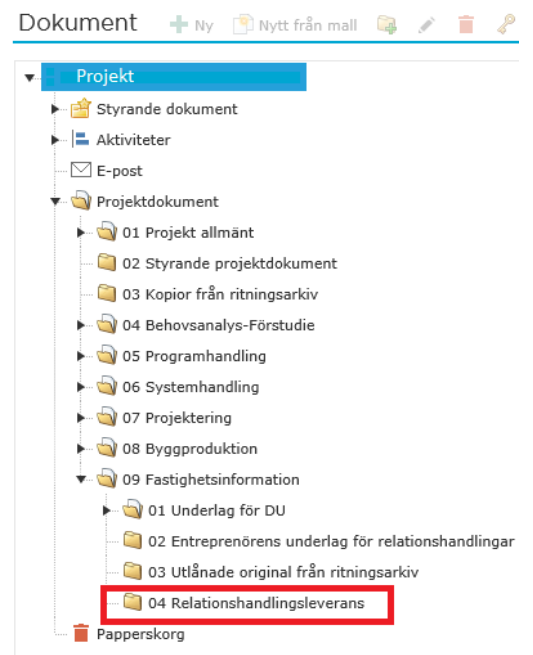 Dokument Ny Nytt från mall
Projekt
Styrande dokument
Aktiviteter
E-post
Projektdokument
01 Projekt allmänt
02 Styrande projektdokument
03 Kopior från ritningsarkiv
04 Behovsanalys-Förstudie
05 Programhandling
06 Systemhandling
07 Projektering
08 Byggproduktion
09 Fastighetsinformation
01 Underlag för DU
02 Entreprenörens underlag för relationshandlingar
03 Utlånade original från ritningsarkiv
04 Relationshandlingsleverans
Papperskorg